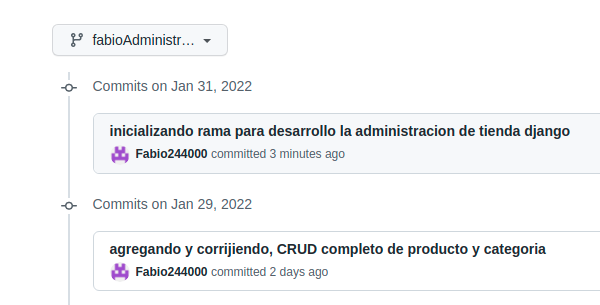 fabioAdministr…
Commits on Jan 31, 2022
inicializando rama para desarrollo la administracion de tienda django
Fabio244000 committed 3 minutes ago
Commits on Jan 29, 2022
agregando y corrijiendo, CRUD completo de producto y categoria
Fabio244000 committed 2 days ago